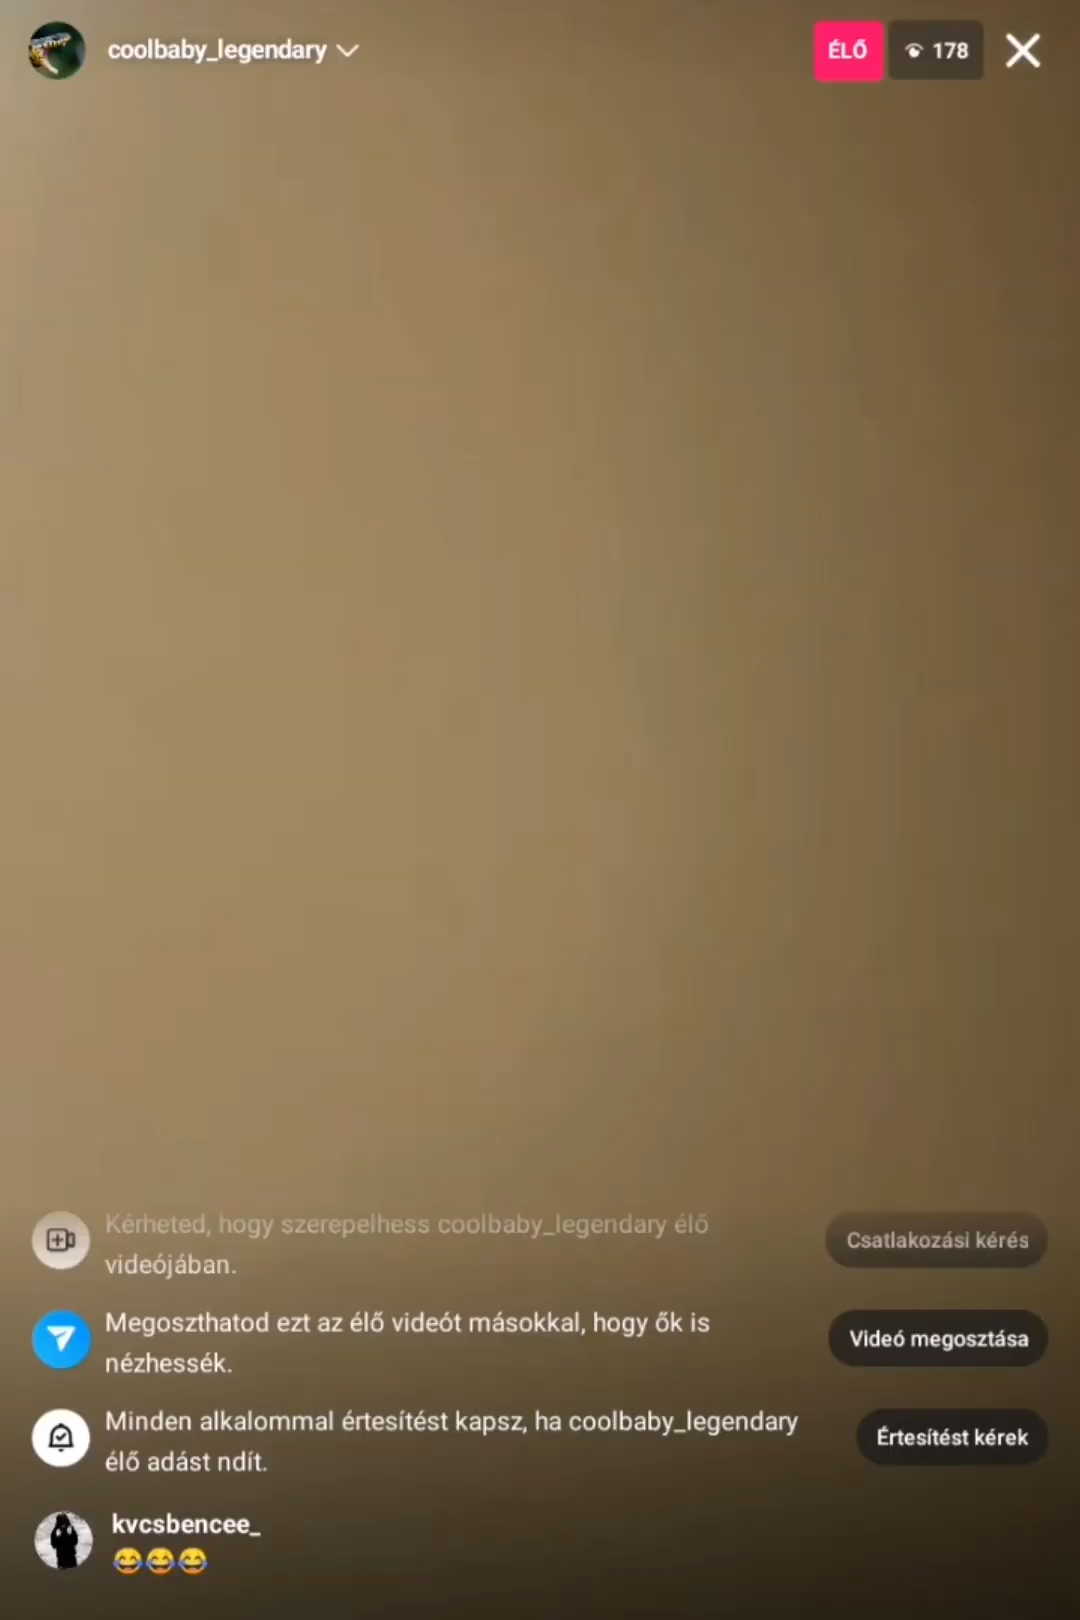 coolbaby_legendary
ÉLŐ
178
Kérheted, hogy szerepelhess coolbaby_legendary élő
videójában.
Csatlakozási kérés
Megoszthatod ezt az élő videót másokkal, hogy ők is
nézhessék.
Videó megosztása
Minden alkalommal értesítést kapsz, ha coolbaby_legendary
élő adást ndít.
Értesítést kérek
kvcsbencee_
😂😂😂